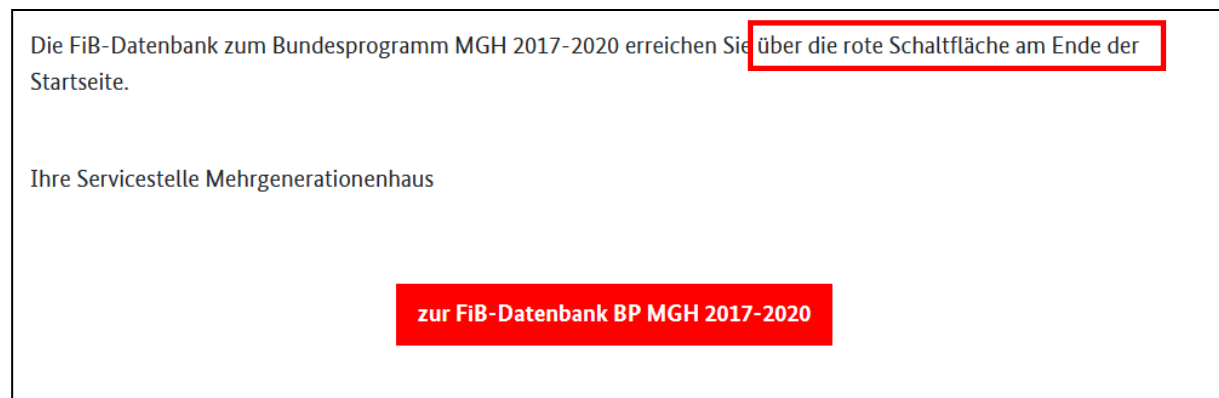 Die FiB-Datenbank zum Bundesprogramm MGH 2017-2020 erreichen Sie über die rote Schaltfläche am Ende der
Startseite.
Ihre Servicestelle Mehrgenerationenhaus
zur FiB-Datenbank BP MGH 2017-2020